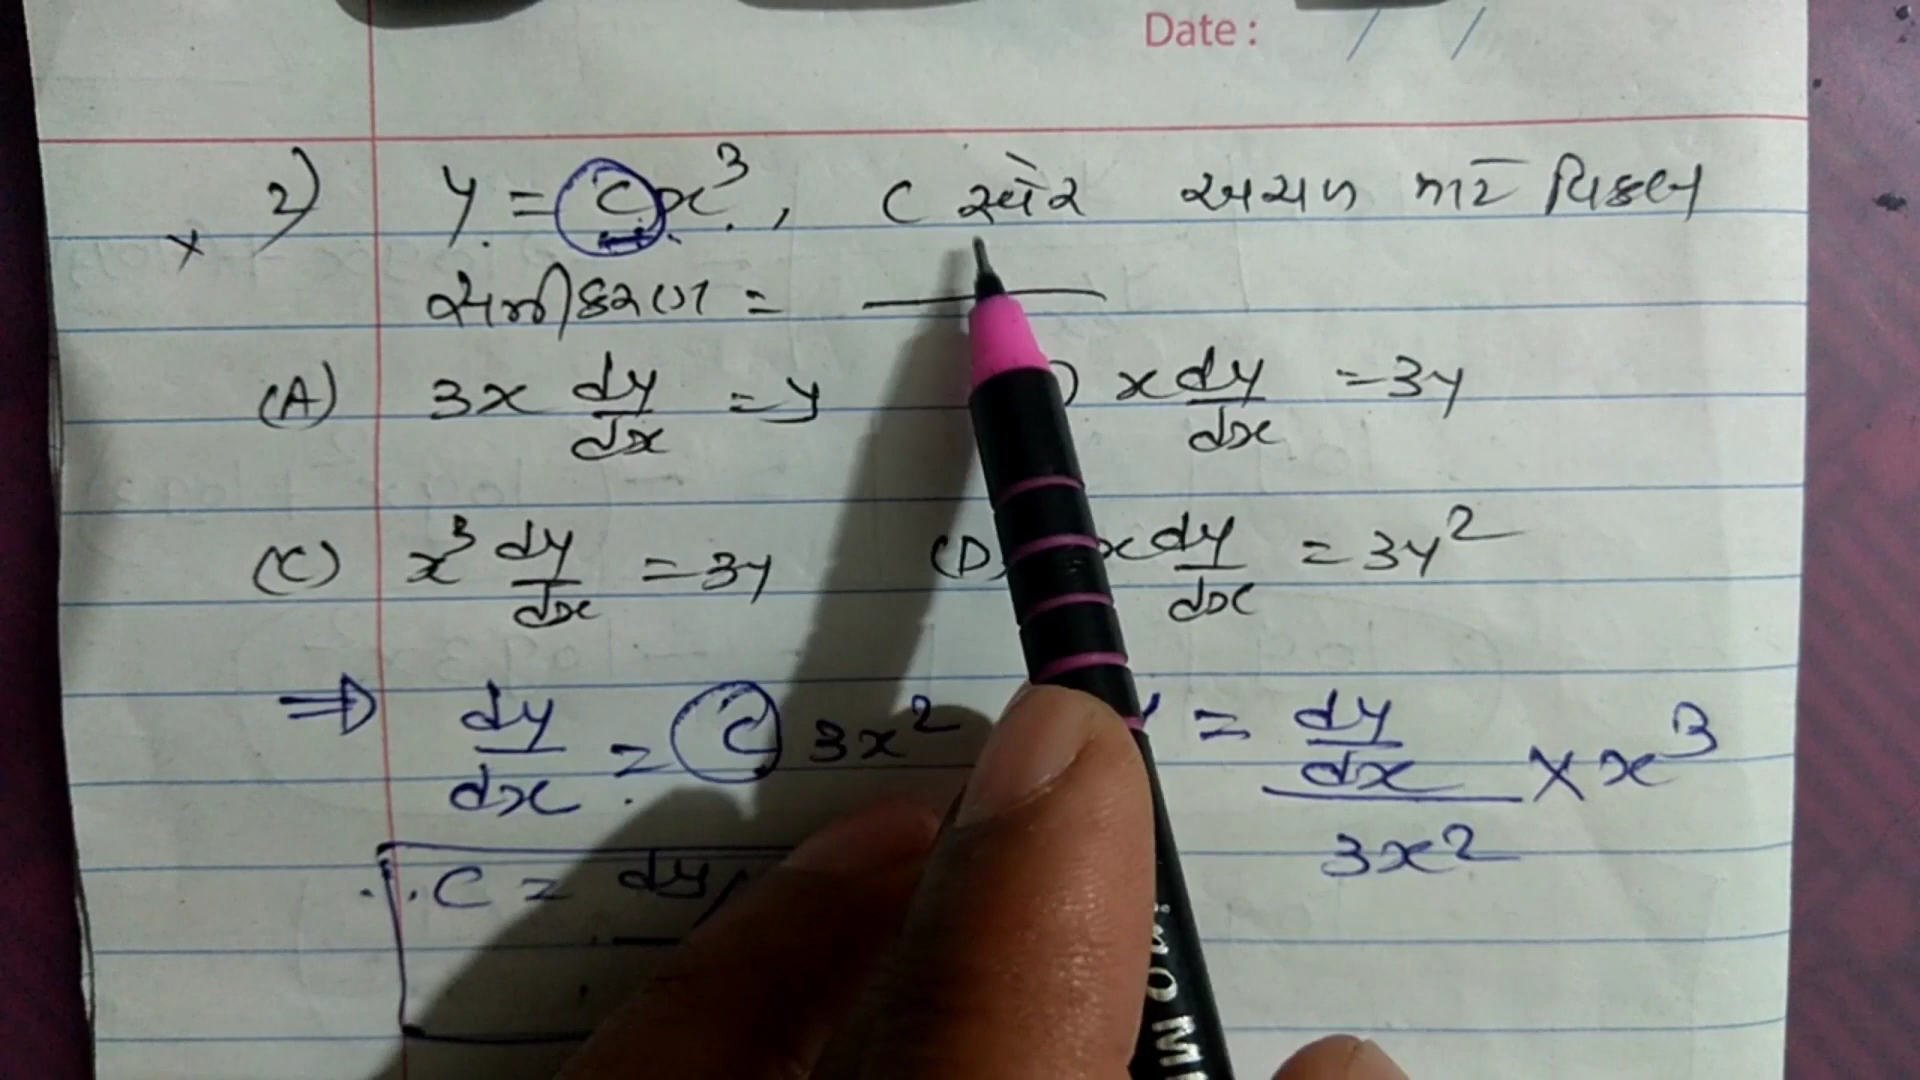 Date: / /
2) y = cx³, c સ્વૈર અચળ માટે વિકલ
સમીકરણ = ____
(A) 3x dy/dx = y ) x dy/dx = 3y
(C) x³ dy/dx = 3y (D) x dy/dx = 3y²
⇒ dy/dx = C 3x² = (dy/dx)/(3x²) × x³
∴ C = dy/